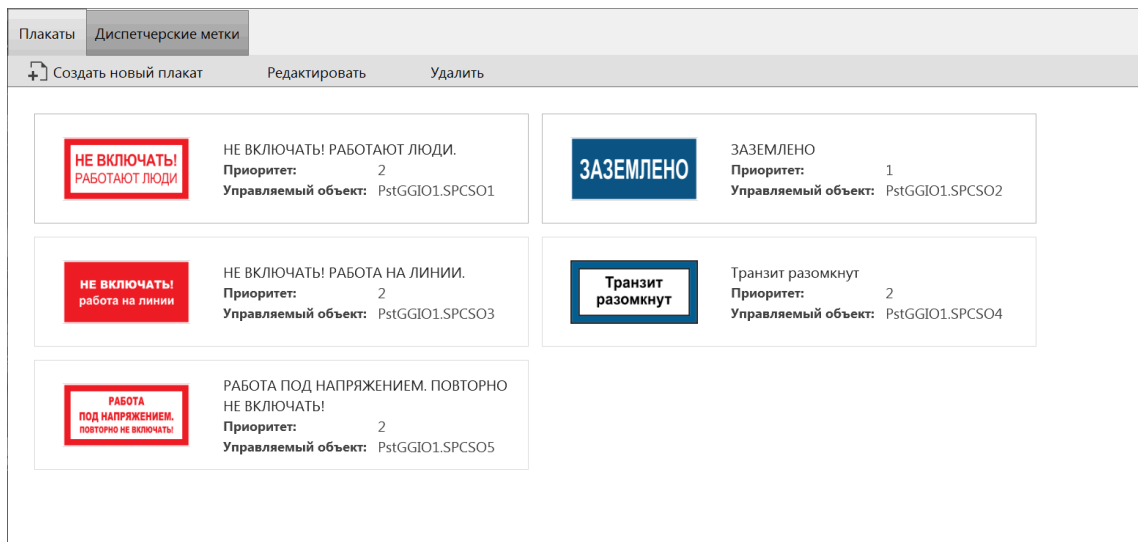 Плакаты
Диспетчерские метки
Создать новый плакат
Редактировать
Удалить
НЕ ВКЛЮЧАТЬ!
РАБОТАЮТ ЛЮДИ
НЕ ВКЛЮЧАТЬ! РАБОТАЮТ ЛЮДИ.
Приоритет: 2
Управляемый объект: PstGGIO1.SPCSO1
ЗАЗЕМЛЕНО
ЗАЗЕМЛЕНО
Приоритет: 1
Управляемый объект: PstGGIO1.SPCSO2
НЕ ВКЛЮЧАТЬ!
работа на линии
НЕ ВКЛЮЧАТЬ! РАБОТА НА ЛИНИИ.
Приоритет: 2
Управляемый объект: PstGGIO1.SPCSO3
Транзит
разомкнут
Транзит разомкнут
Приоритет: 2
Управляемый объект: PstGGIO1.SPCSO4
РАБОТА
ПОД НАПРЯЖЕНИЕМ.
ПОВТОРНО НЕ ВКЛЮЧАТЬ!
РАБОТА ПОД НАПРЯЖЕНИЕМ. ПОВТОРНО
НЕ ВКЛЮЧАТЬ!
Приоритет: 2
Управляемый объект: PstGGIO1.SPCSO5